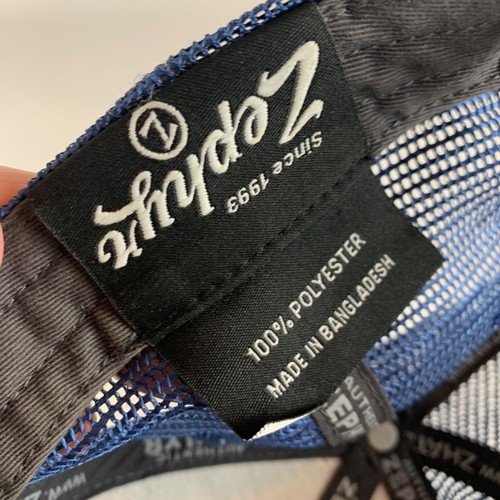 Z
Zephyr
Since 1993
100% POLYESTER
MADE IN BANGLADESH